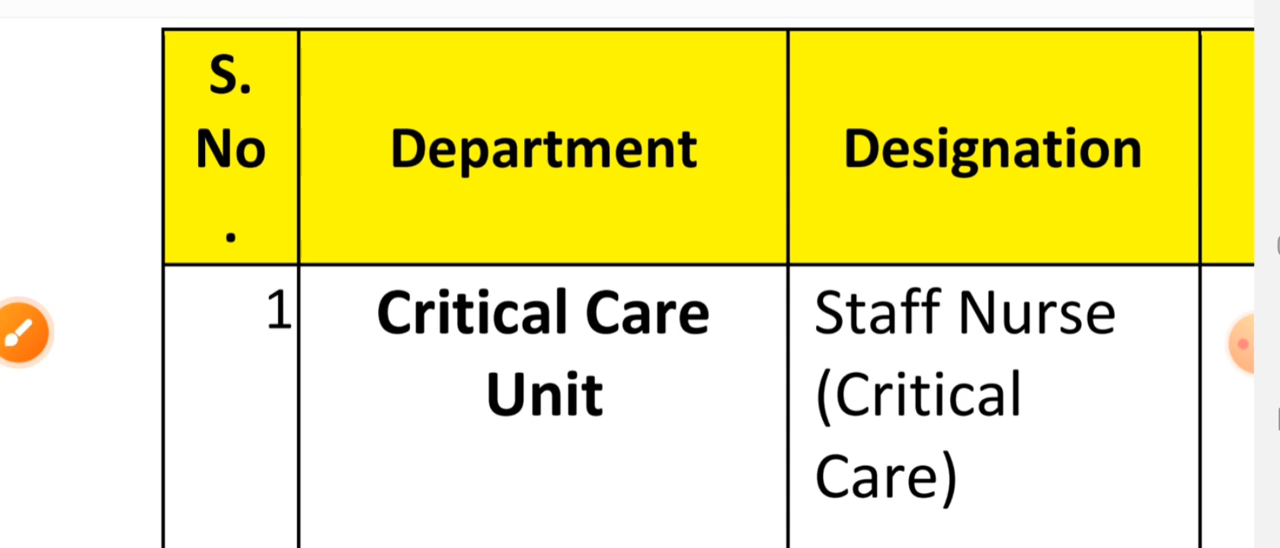 S.
No
.
Department
Designation
1
Critical Care
Unit
Staff Nurse
(Critical
Care)